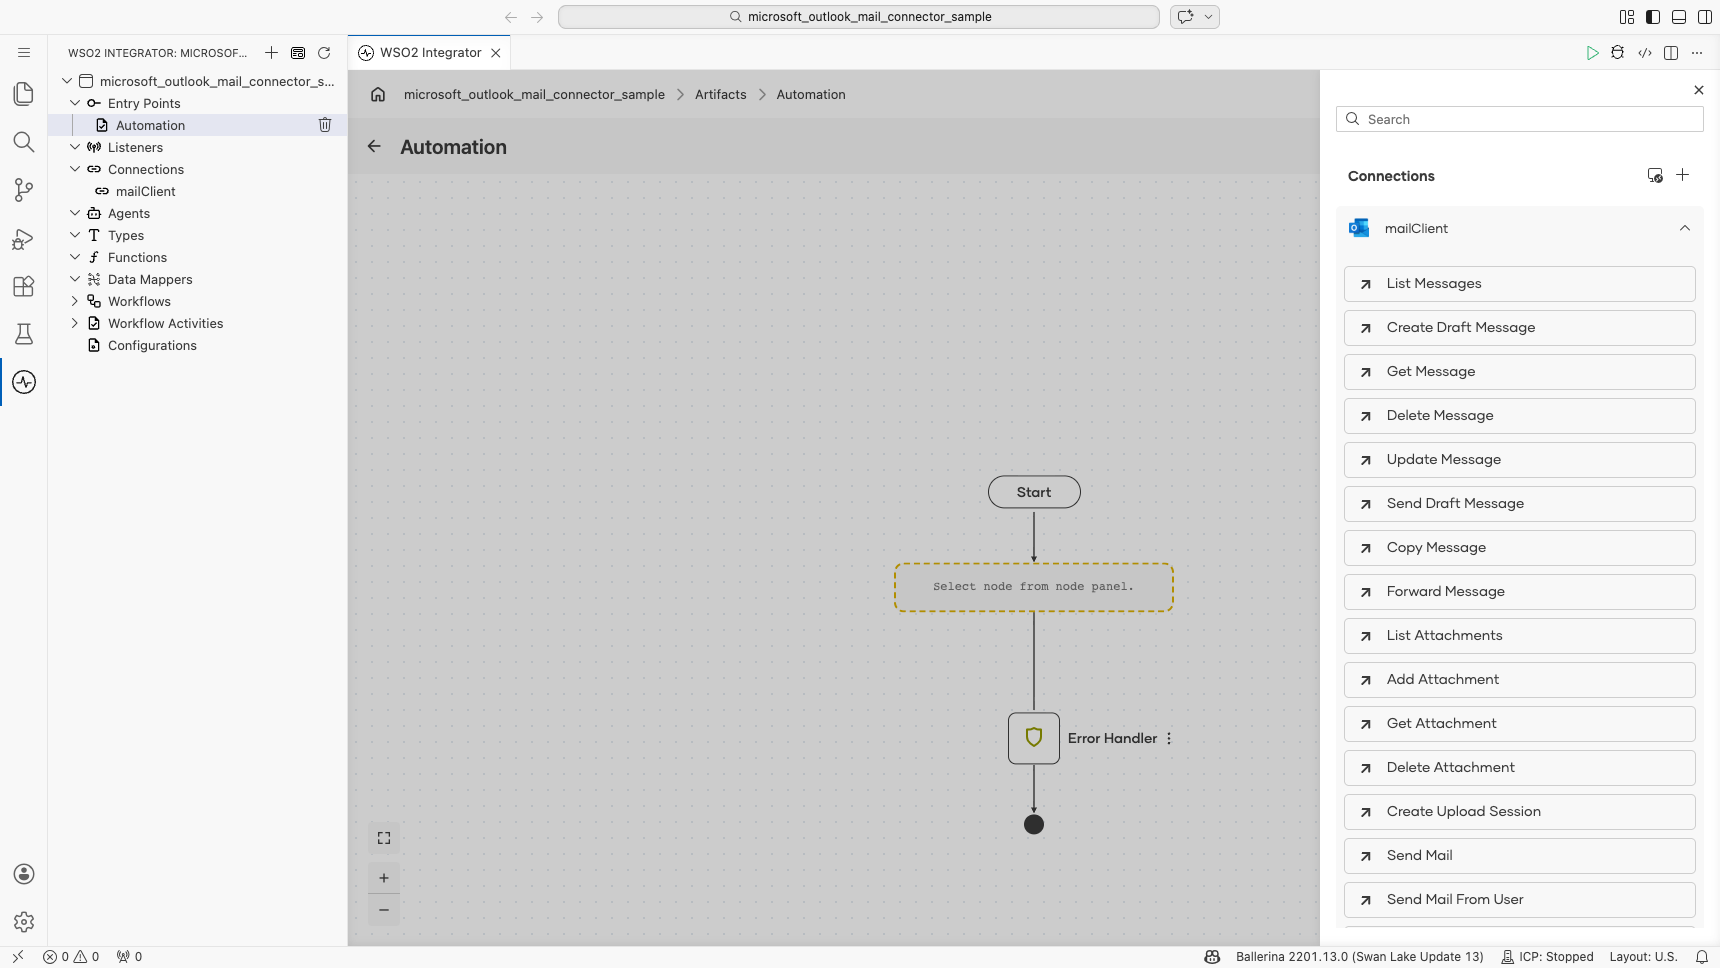 microsoft_outlook_mail_connector_sample
WSO2 INTEGRATOR: MICROSOF...
microsoft_outlook_mail_connector_s...
Entry Points
Automation
Listeners
Connections
mailClient
Agents
Types
Functions
Data Mappers
Workflows
Workflow Activities
Configurations
WSO2 Integrator
microsoft_outlook_mail_connector_sample > Artifacts > Automation
Automation
Start
Select node from node panel.
Error Handler
Search
Connections
mailClient
List Messages
Create Draft Message
Get Message
Delete Message
Update Message
Send Draft Message
Copy Message
Forward Message
List Attachments
Add Attachment
Get Attachment
Delete Attachment
Create Upload Session
Send Mail
Send Mail From User
0 0 0
Ballerina 2201.13.0 (Swan Lake Update 13) ICP: Stopped Layout: U.S.